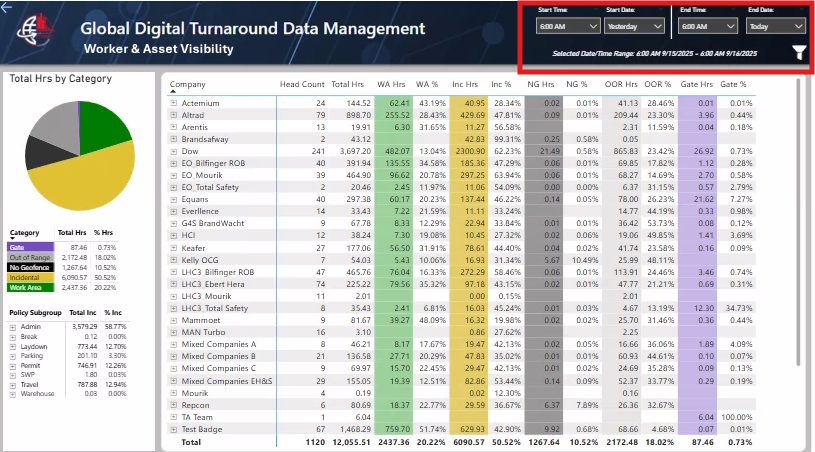 Global Digital Turnaround Data Management
Worker & Asset Visibility
Start Time: Start Date: End Time: End Date:
6:00 AM Yesterday 6:00 AM Today
Selected Date/Time Range: 6:00 AM 9/15/2025 - 6:00 AM 9/16/2025
Total Hrs by Category
Category Total Hrs % Hrs
Gate 87.46 0.73%
Out of Range 2,172.48 18.02%
No Geofence 1,267.64 10.52%
Incidental 6,090.57 50.52%
Work Area 2,437.36 20.22%
Policy Subgroup Total Inc % Inc
Admin 3,579.29 58.77%
Break 0.12 0.00%
Laydown 773.44 12.70%
Parking 201.10 3.30%
Permit 746.91 12.26%
SWP 1.80 0.03%
Travel 787.88 12.94%
Warehouse 0.03 0.00%
Company Head Count Total Hrs WA Hrs WA % Inc Hrs Inc % NG Hrs NG % OOR Hrs OOR % Gate Hrs Gate %
Actemium 24 144.52 62.41 43.19% 40.95 28.34% 0.02 0.01% 41.13 28.46% 0.01 0.01%
Altrad 79 898.70 255.52 28.43% 429.69 47.81% 0.09 0.01% 209.44 23.30% 3.96 0.44%
Arentis 13 19.91 6.30 31.65% 11.27 56.58% 2.31 11.59% 0.04 0.18%
Brandsafway 2 43.12 42.83 99.31% 0.25 0.58% 0.05
Dow 241 3,697.20 482.07 13.04% 2300.90 62.23% 21.49 0.58% 865.83 23.42% 26.92 0.73%
EO_Bilfinger ROB 40 391.94 135.55 34.58% 185.36 47.29% 0.06 0.01% 69.85 17.82% 1.12 0.28%
EO_Mourik 39 464.90 96.62 20.78% 297.25 63.94% 0.06 0.01% 68.27 14.69% 2.70 0.58%
EO_Total Safety 2 20.46 2.45 11.97% 11.06 54.09% 0.00 0.00% 6.37 31.15% 0.57 2.79%
Equans 40 297.38 60.17 20.23% 137.44 46.22% 0.14 0.05% 78.00 26.23% 21.62 7.27%
Everllence 14 33.43 7.22 21.59% 11.11 33.24% 14.77 44.19% 0.33 0.98%
G4S BrandWacht 9 67.78 8.33 12.29% 22.94 33.84% 0.01 0.01% 36.42 53.73% 0.08 0.12%
HCI 12 38.24 7.30 19.08% 10.45 27.32% 0.02 0.06% 19.06 49.85% 1.41 3.69%
Keafer 27 177.06 56.50 31.91% 78.61 44.40% 0.04 0.02% 41.74 23.58% 0.16 0.09%
Kelly OCG 7 54.03 5.43 10.06% 16.91 31.34% 5.67 10.49% 25.99 48.11%
LHC3_Bilfinger ROB 47 465.76 76.04 16.33% 272.29 58.46% 0.06 0.01% 113.91 24.46% 3.46 0.74%
LHC3_Ebert Hera 74 225.22 79.56 35.32% 97.18 43.15% 0.03 0.01% 47.77 21.21% 0.69 0.31%
LHC3_Mourik 11 2.01 0.00 0.15% 2.01
LHC3_Total Safety 8 35.43 2.41 6.81% 16.03 45.24% 0.01 0.03% 4.67 13.19% 12.30 34.73%
Mammoet 9 81.67 39.27 48.09% 16.32 19.98% 0.02 0.02% 25.70 31.46% 0.36 0.44%
MAN Turbo 16 3.10 0.86 27.62% 2.25
Mixed Companies A 8 46.21 8.17 17.67% 19.47 42.13% 0.02 0.05% 16.66 36.06% 1.89 4.09%
Mixed Companies B 21 136.58 27.71 20.29% 47.83 35.02% 0.01 0.01% 60.93 44.61% 0.10 0.07%
Mixed Companies C 9 69.97 15.70 22.45% 29.47 42.13% 0.01 0.02% 24.69 35.28% 0.09 0.13%
Mixed Companies EH&S 29 155.05 19.39 12.51% 82.86 53.44% 0.14 0.09% 52.37 33.77% 0.29 0.19%
Mourik 4 0.19 0.02 12.30% 0.16
Repcon 6 80.69 18.37 22.77% 29.59 36.67% 6.37 7.89% 26.36 32.67%
TA Team 1 6.04 6.04 100.00%
Test Badge 67 1,468.29 759.70 51.74% 629.93 42.90% 9.92 0.68% 68.66 4.68% 0.07 0.01%
Total 1120 12,055.51 2437.36 20.22% 6090.57 50.52% 1267.64 10.52% 2172.48 18.02% 87.46 0.73%